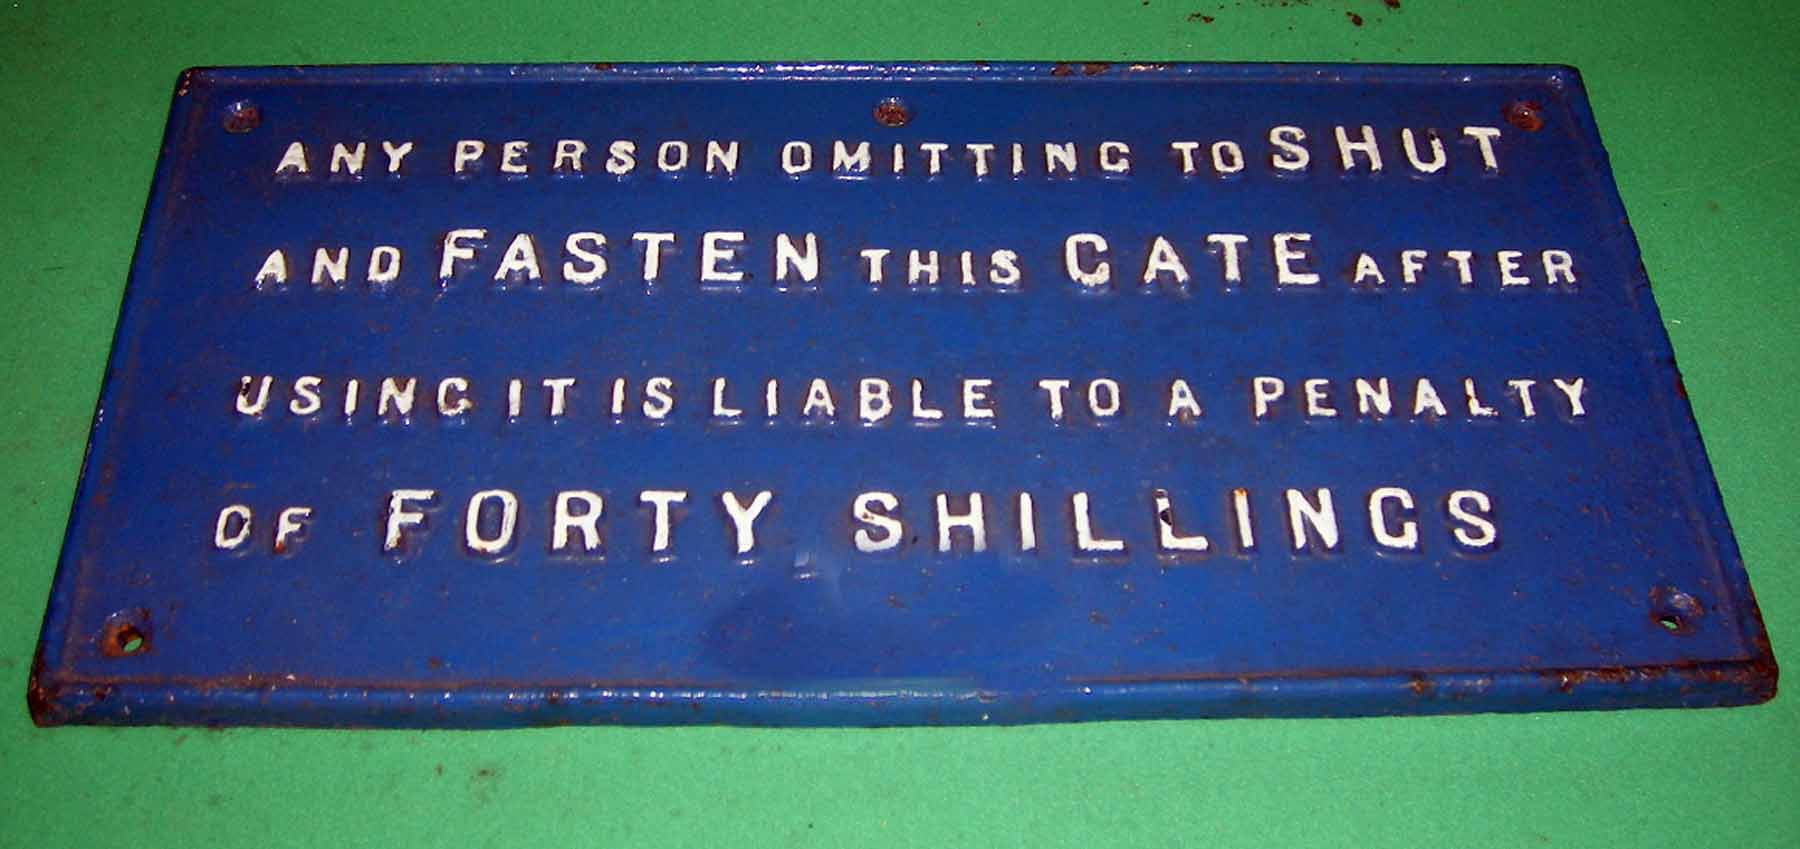 ANY PERSON OMITTING TO SHUT
AND FASTEN THIS GATE AFTER
USING IT IS LIABLE TO A PENALTY
OF FORTY SHILLINGS